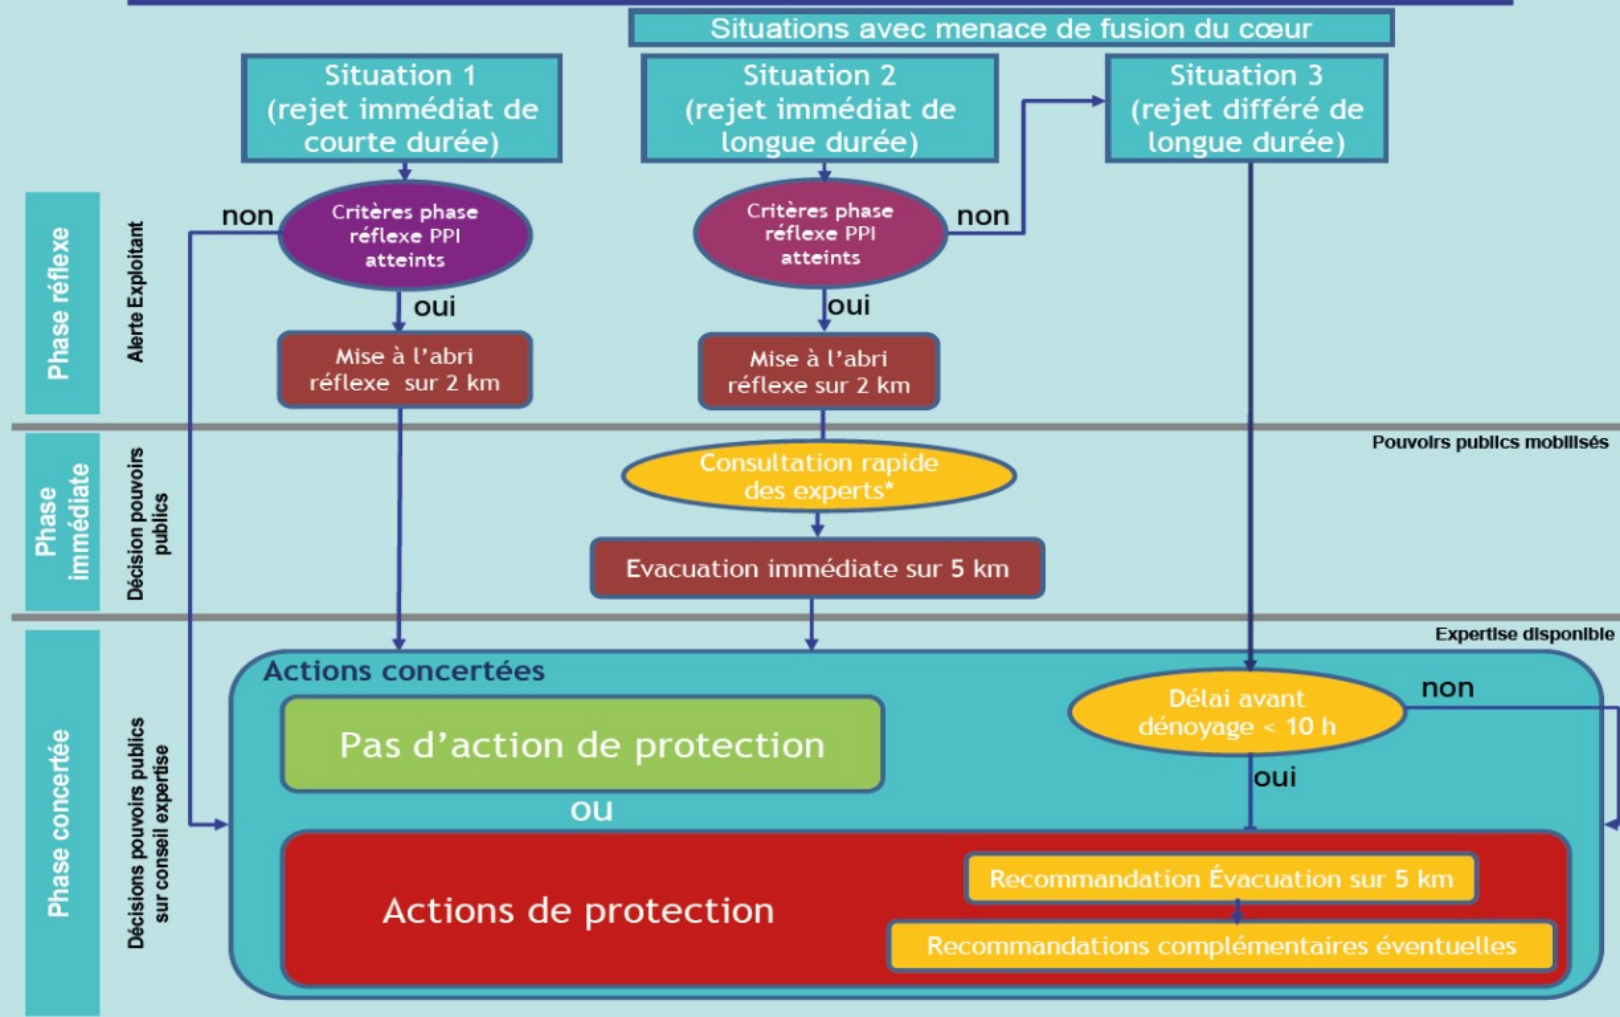 Situations avec menace de fusion du cœur
Situation 1
(rejet immédiat de
courte durée)
Situation 2
(rejet immédiat de
longue durée)
Situation 3
(rejet différé de
longue durée)
Phase réflexe
Alerte Exploitant
non
Critères phase
réflexe PPI
atteints
oui
Mise à l'abri
réflexe sur 2 km
Critères phase
réflexe PPI
atteints
non
oui
Mise à l'abri
réflexe sur 2 km
Pouvoirs publics mobilisés
Phase
immédiate
Décision pouvoirs
publics
Consultation rapide
des experts*
Evacuation immédiate sur 5 km
Expertise disponible
Phase concertée
Décisions pouvoirs publics
sur conseil expertise
Actions concertées
Pas d'action de protection
ou
Actions de protection
Délai avant
dénoyage < 10 h
non
oui
Recommandation Évacuation sur 5 km
Recommandations complémentaires éventuelles